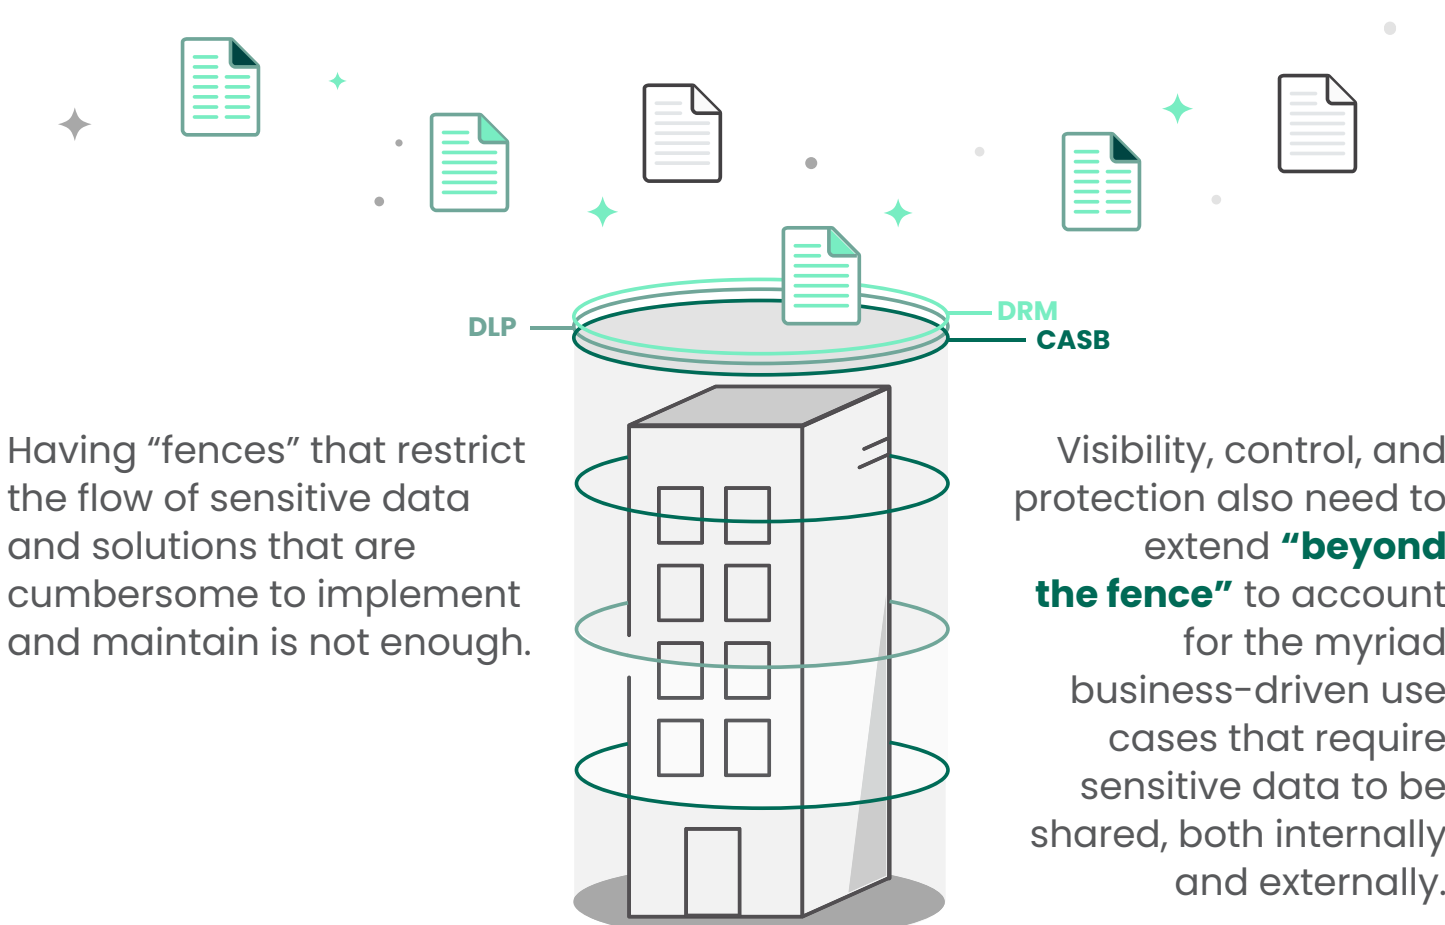 DLP
DRM
CASB
Having “fences” that restrict
the flow of sensitive data
and solutions that are
cumbersome to implement
and maintain is not enough.
Visibility, control, and
protection also need to
extend “beyond
the fence” to account
for the myriad
business-driven use
cases that require
sensitive data to be
shared, both internally
and externally.